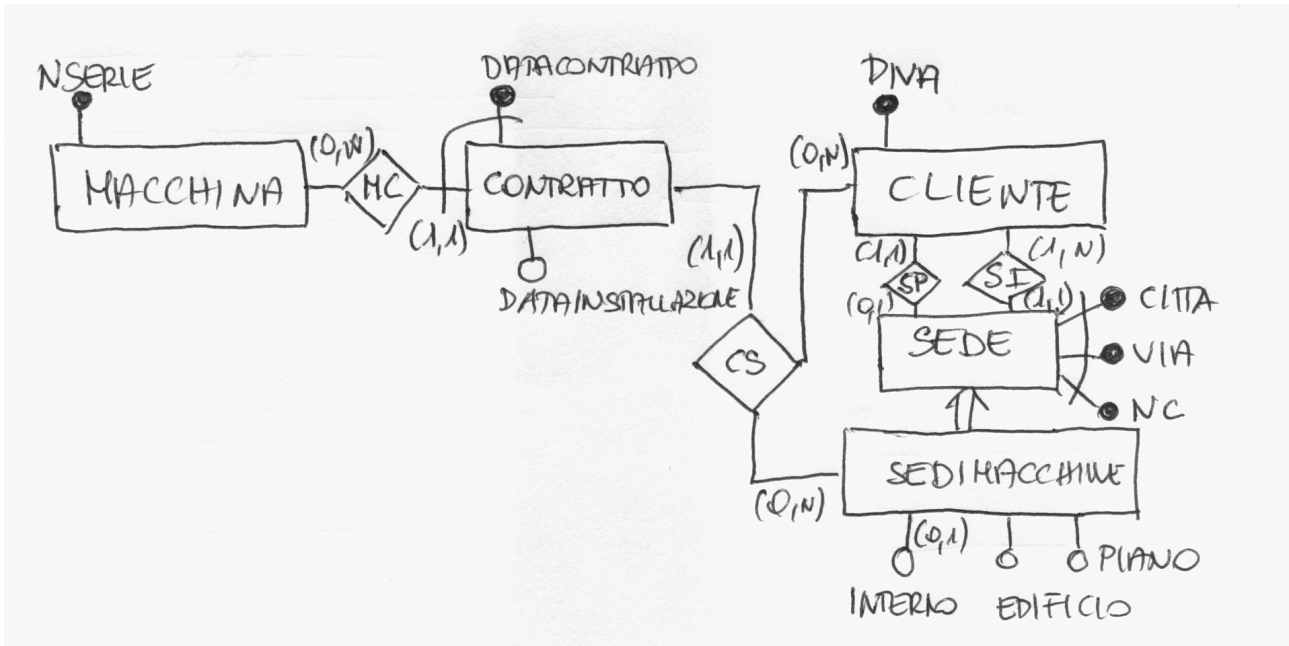 NSERIE
DATACONTRATTO
DIVA
(0,N)
(0,N)
MACCHINA
MC
CONTRATTO
CLIENTE
(1,1)
(1,1)
(1,1)
(1,N)
SP
SI
DATAINSTALLAZIONE
(0,1)
(1,1)
CITTA
CS
SEDE
VIA
NC
SEDIMACCHINE
(0,N)
(0,1)
PIANO
INTERNO
EDIFICIO